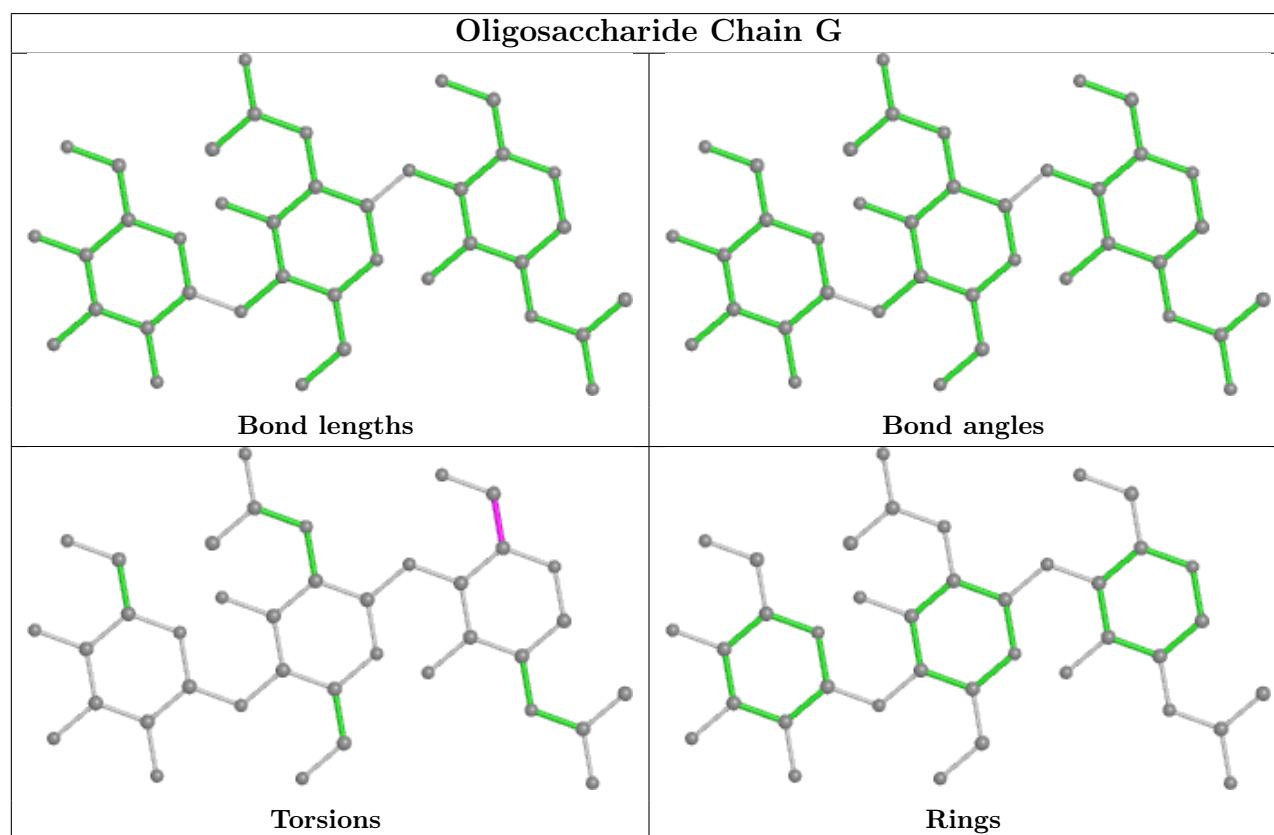 Oligosaccharide Chain G
Bond lengths
Bond angles
Torsions
Rings